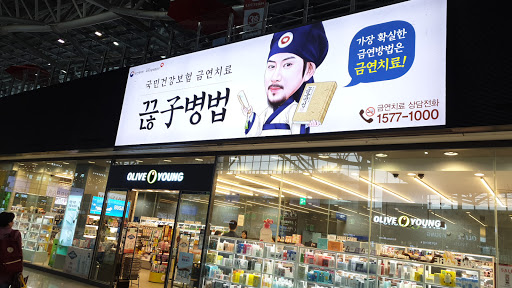 국민건강보험 금연치료
끊子병법
가장 확실한
금연방법은
금연치료!
금연치료 상담전화
1577-1000
OLIVE YOUNG
OLIVE YOUNG